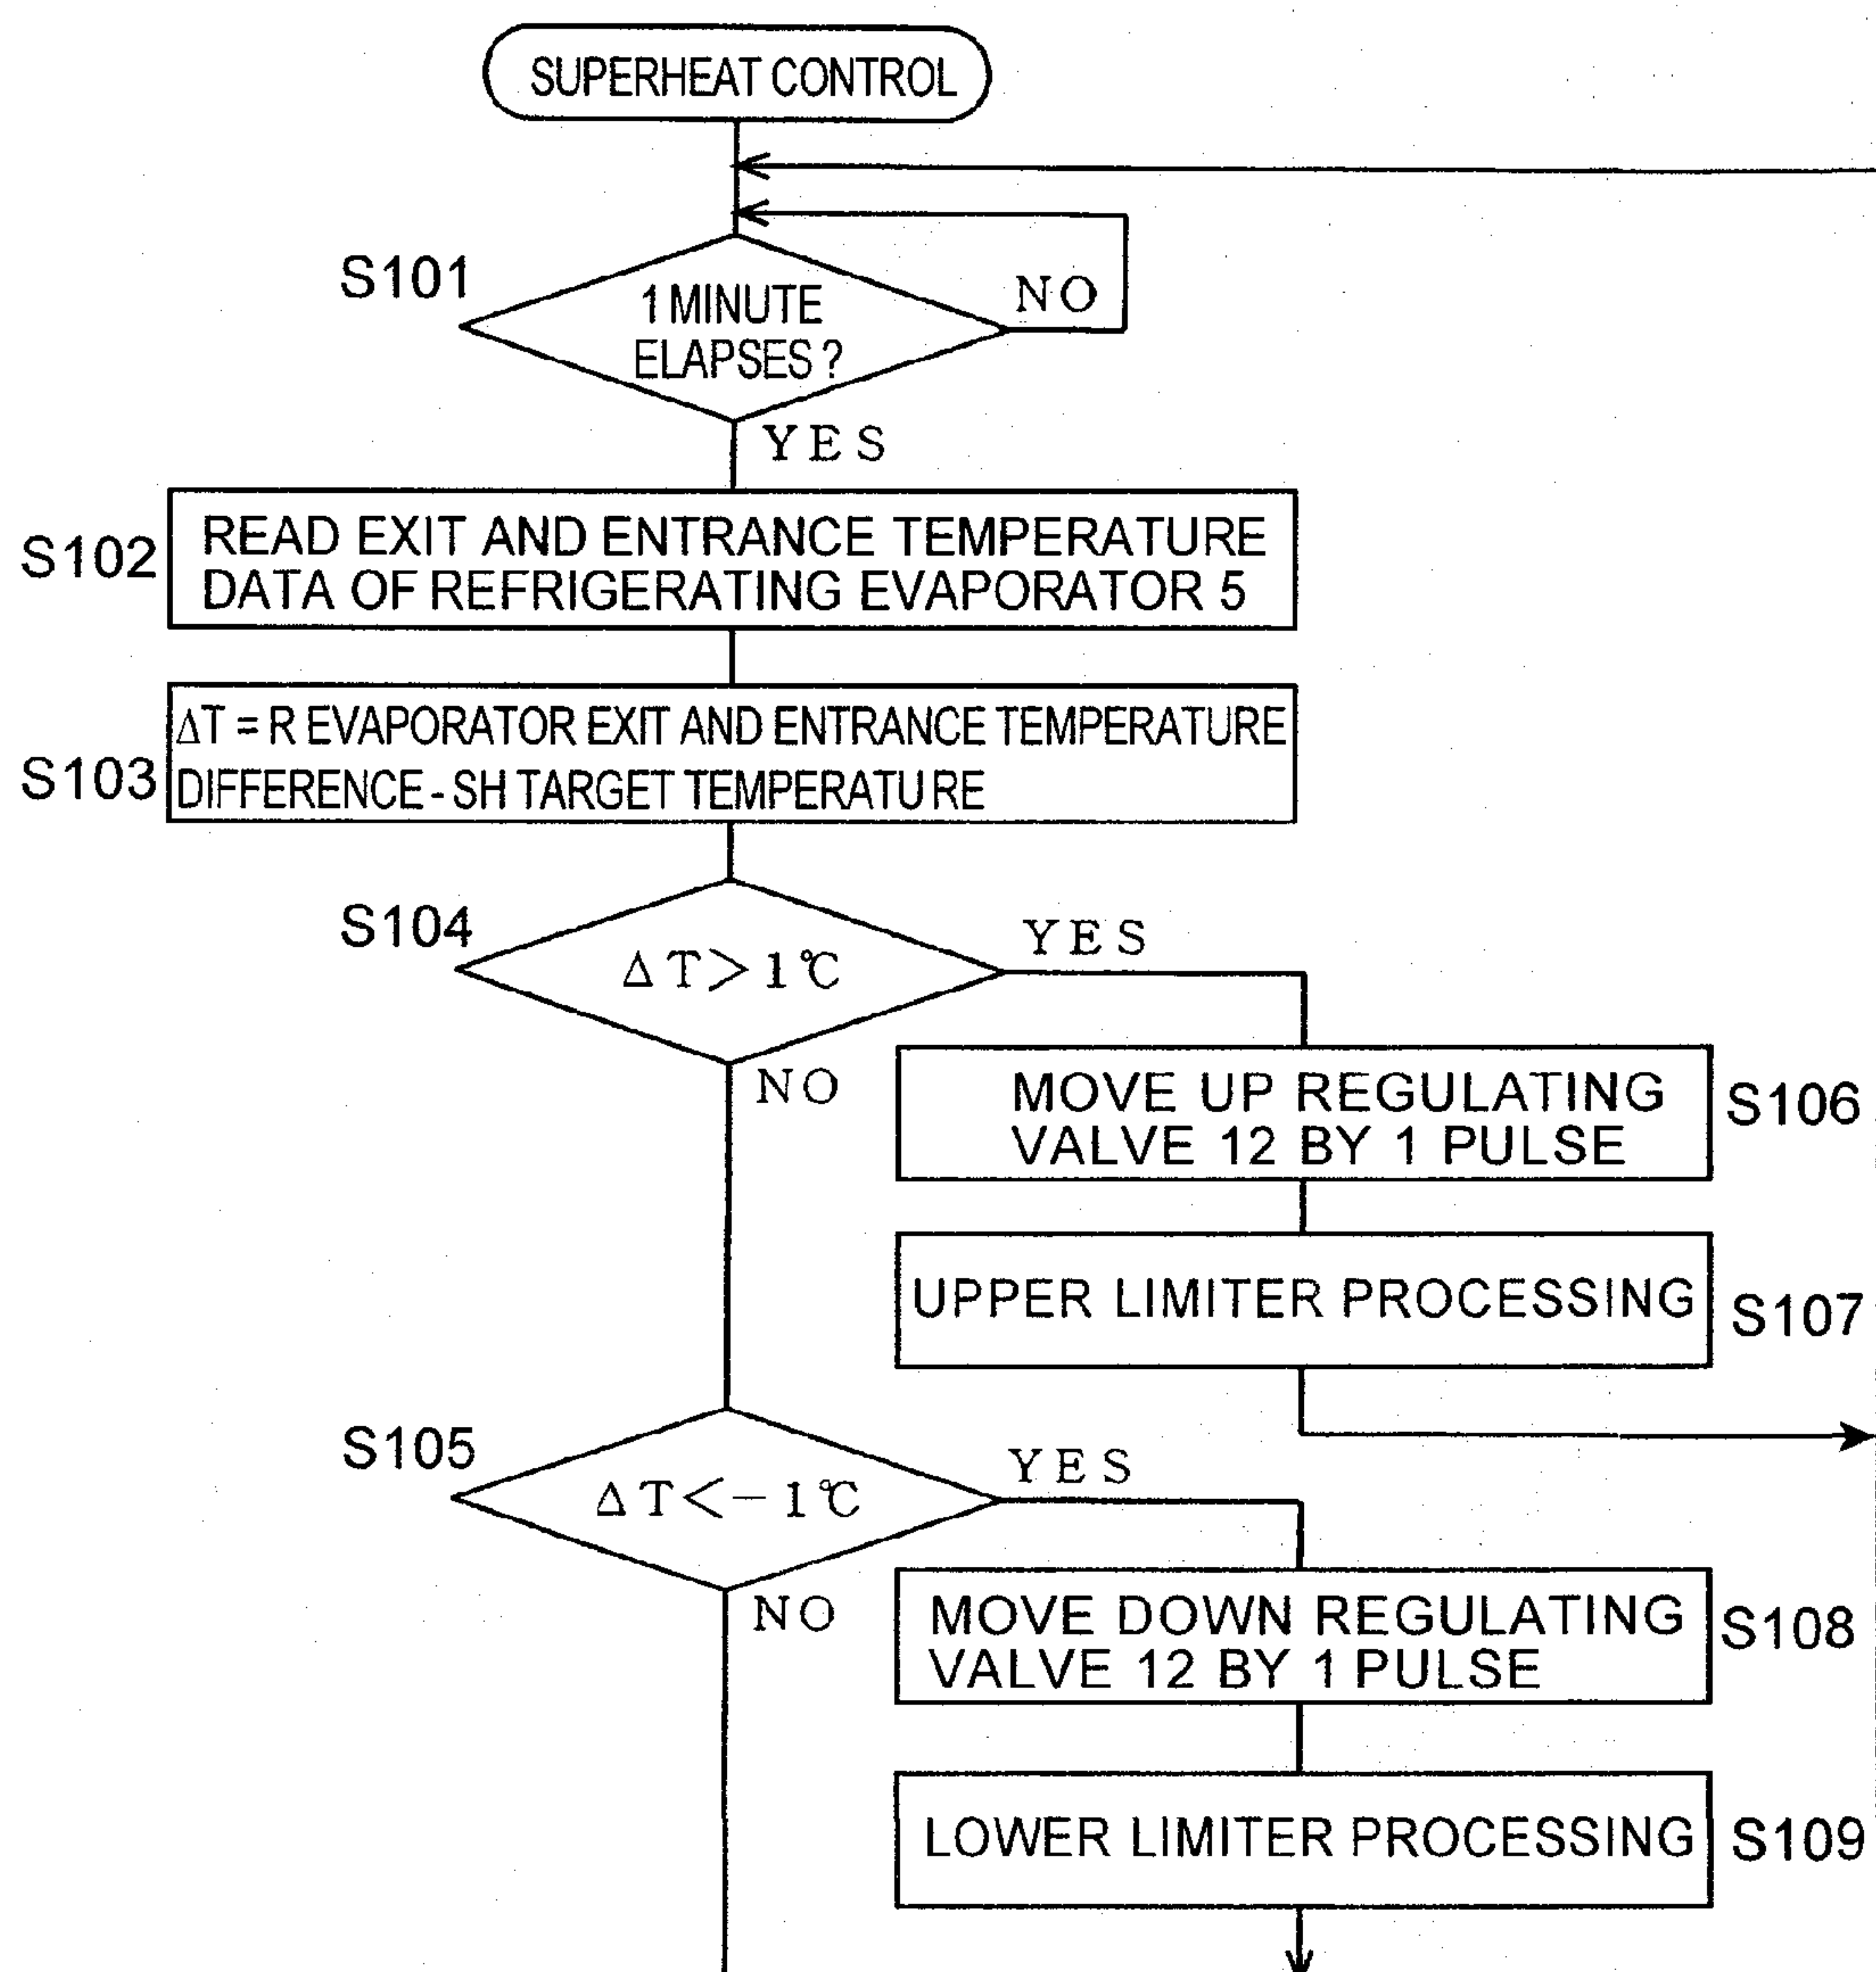 SUPERHEAT CONTROL
S101
1 MINUTE
ELAPSES?
NO
YES
S102
READ EXIT AND ENTRANCE TEMPERATURE
DATA OF REFRIGERATING EVAPORATOR 5
S103
ΔT = R EVAPORATOR EXIT AND ENTRANCE TEMPERATURE
DIFFERENCE - SH TARGET TEMPERATURE
S104
ΔT>1℃
YES
NO
MOVE UP REGULATING
VALVE 12 BY 1 PULSE
S106
UPPER LIMITER PROCESSING
S107
S105
ΔT<-1℃
YES
NO
MOVE DOWN REGULATING
VALVE 12 BY 1 PULSE
S108
LOWER LIMITER PROCESSING
S109